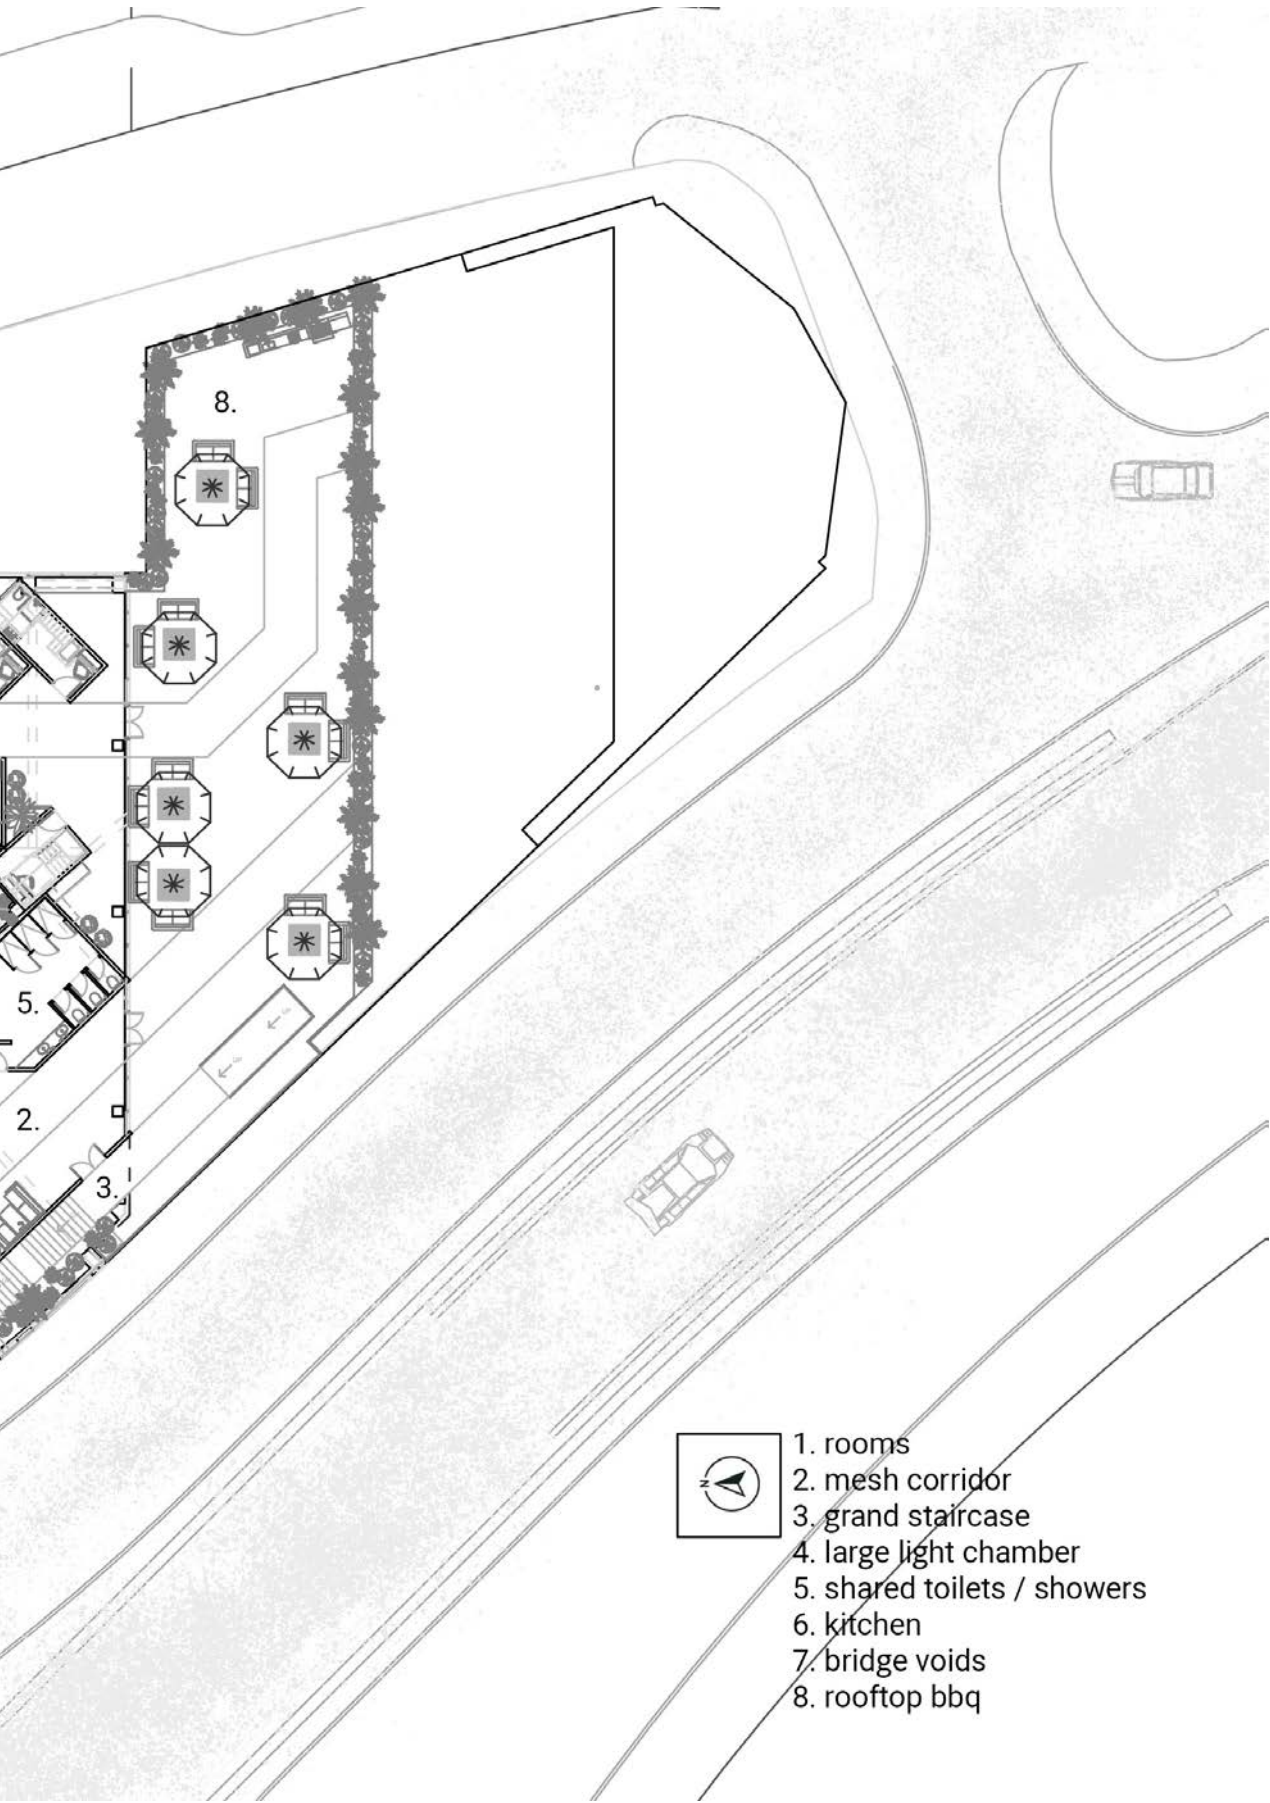 8.
5.
2.
3.
N
1. rooms
2. mesh corridor
3. grand staircase
4. large light chamber
5. shared toilets / showers
6. kitchen
7. bridge voids
8. rooftop bbq